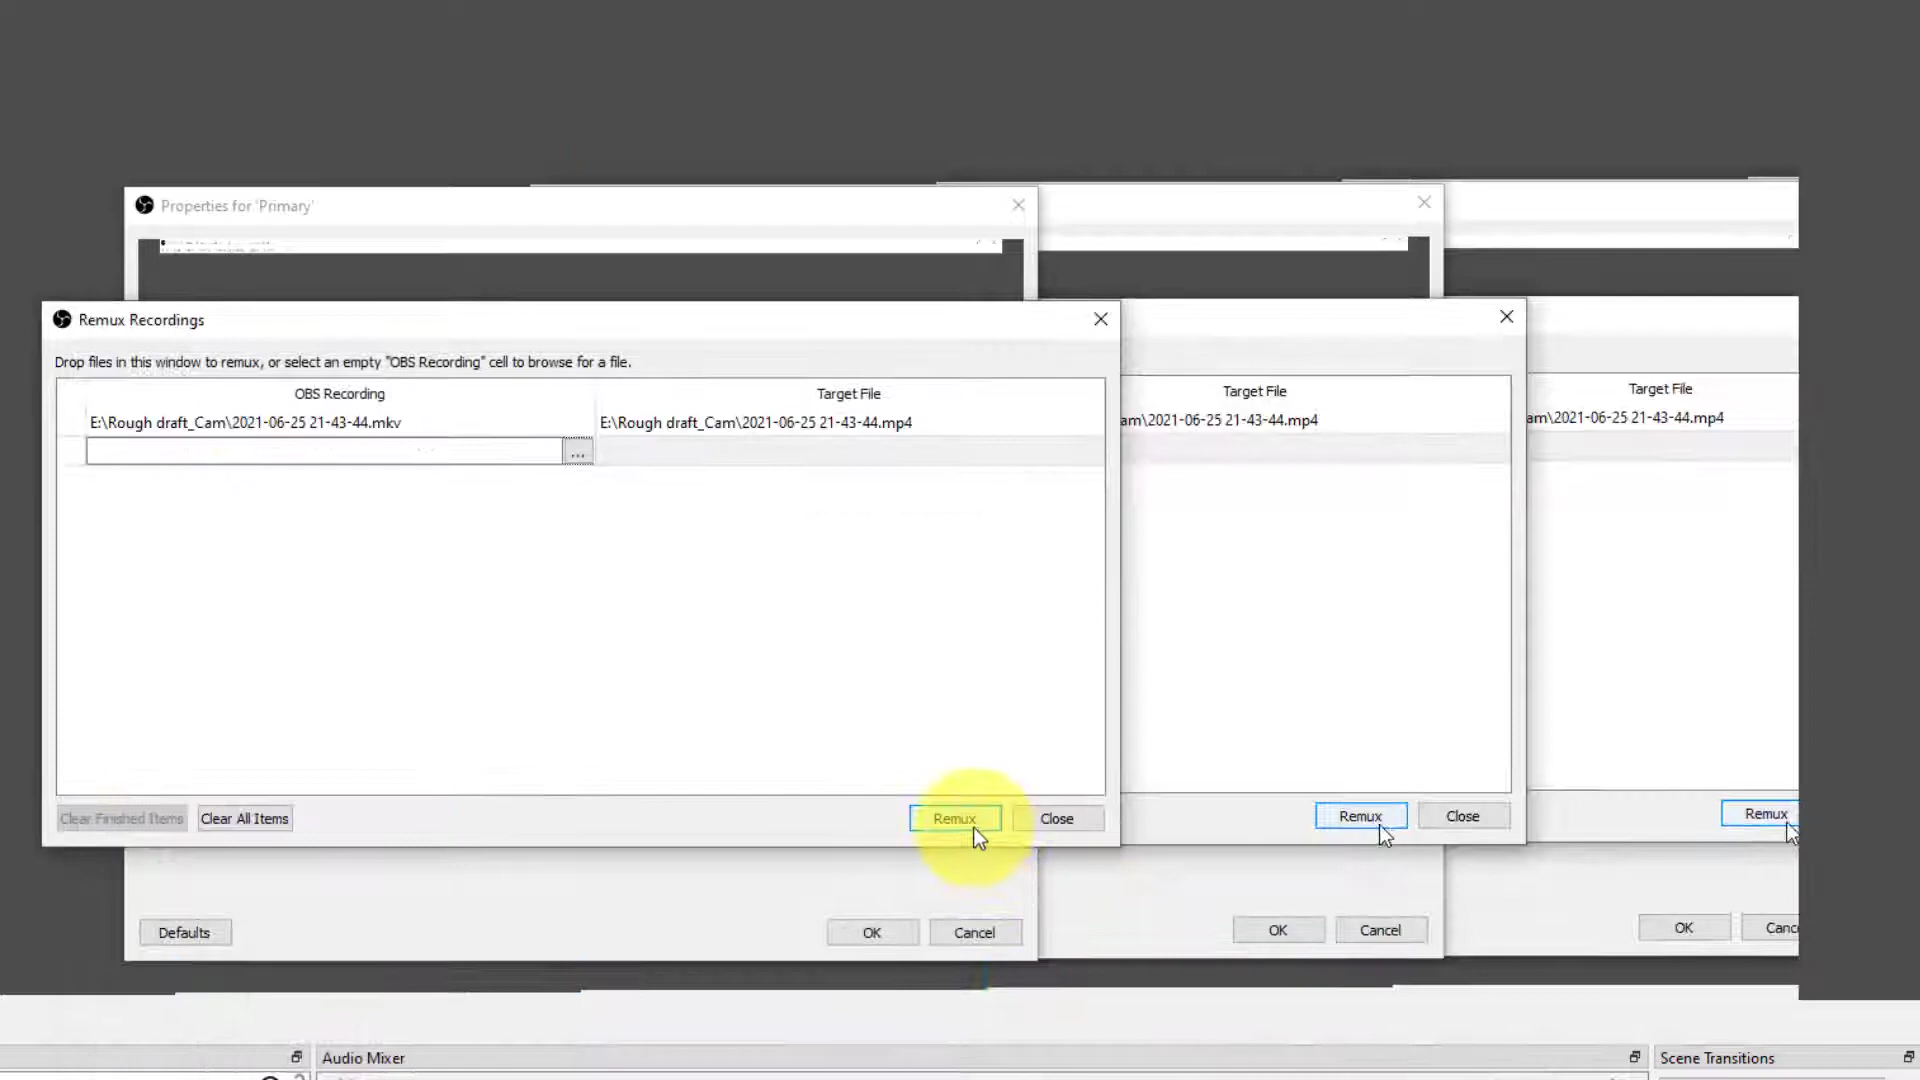 Properties for 'Primary'
Remux Recordings
Drop files in this window to remux, or select an empty "OBS Recording" cell to browse for a file.
OBS Recording Target File Target File Target File
E:\Rough draft_Cam\2021-06-25 21-43-44.mkv E:\Rough draft_Cam\2021-06-25 21-43-44.mp4 am\2021-06-25 21-43-44.mp4 am\2021-06-25 21-43-44.mp4
...
Clear Finished Items Clear All Items Remux Close Remux Close Remux
Defaults OK Cancel OK Cancel OK Canc
Audio Mixer Scene Transitions